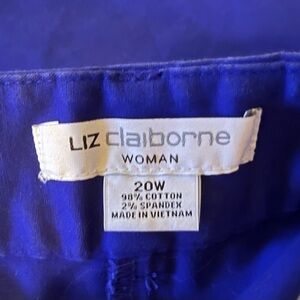 LIZ claiborne
WOMAN
20W
98% COTTON
2% SPANDEX
MADE IN VIETNAM